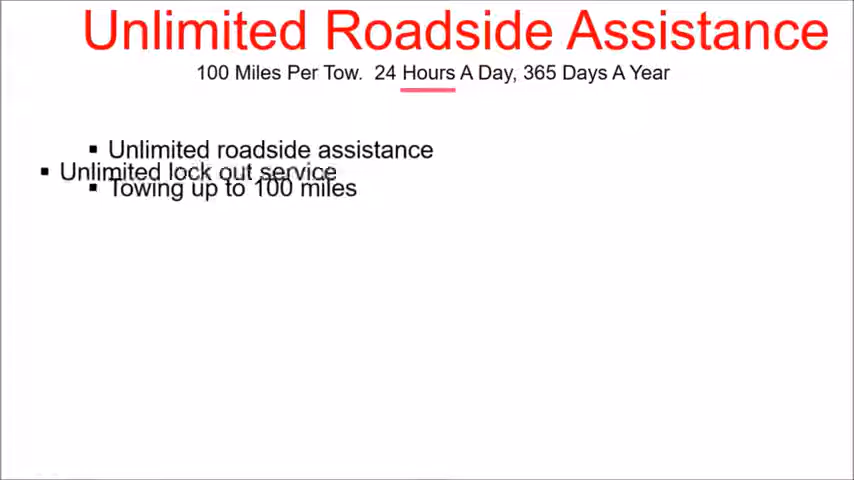 Unlimited Roadside Assistance
100 Miles Per Tow.  24 Hours A Day, 365 Days A Year
▪ Unlimited roadside assistance
▪ Unlimited lock out service
▪ Towing up to 100 miles